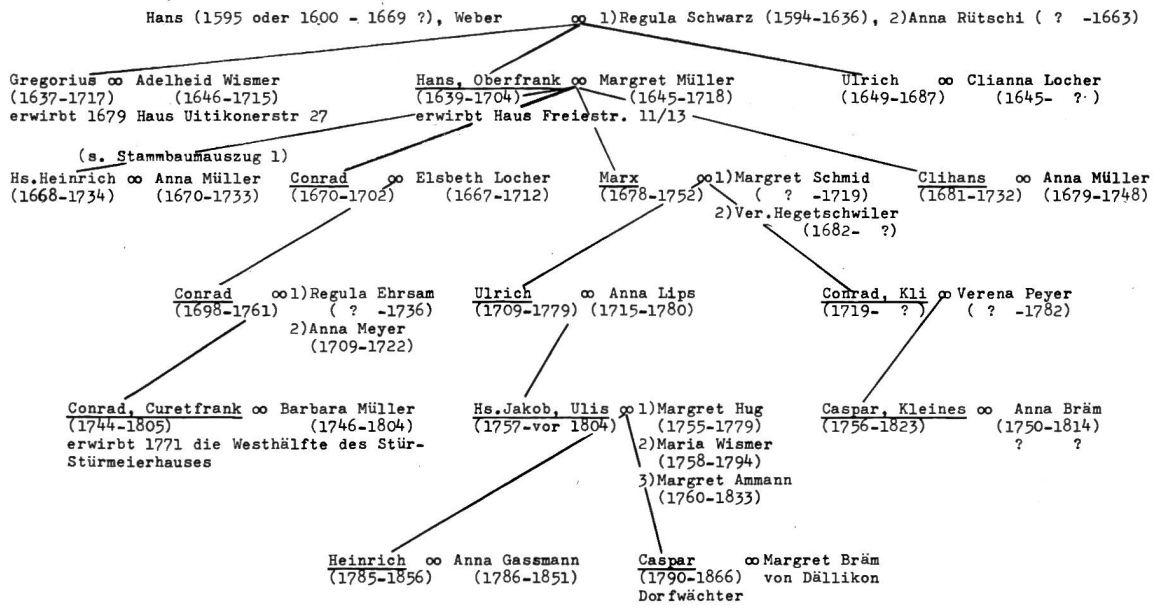 Hans (1595 oder 1600 - 1669 ?), Weber ∞ 1)Regula Schwarz (1594-1636), 2)Anna Rütschi ( ? -1663)
Gregorius ∞ Adelheid Wismer Hans, Oberfrank ∞ Margret Müller Ulrich ∞ Clianna Locher
(1637-1717) (1646-1715) (1639-1704) (1645-1718) (1649-1687) (1645- ?)
erwirbt 1679 Haus Uitikonerstr 27 erwirbt Haus Freiestr. 11/13
(s. Stammbaumauszug 1)
Hs.Heinrich ∞ Anna Müller Conrad ∞ Elsbeth Locher Marx ∞1)Margret Schmid Clihans ∞ Anna Müller
(1668-1734) (1670-1733) (1670-1702) (1667-1712) (1678-1752) ( ? -1719) (1681-1732) (1679-1748)
2)Ver.Hegetschwiler
(1682- ?)
Conrad ∞1)Regula Ehrsam Ulrich ∞ Anna Lips Conrad, Kli ∞ Verena Peyer
(1698-1761) ( ? -1736) (1709-1779) (1715-1780) (1719- ?) ( ? -1782)
2)Anna Meyer
(1709-1722)
Conrad, Curetfrank ∞ Barbara Müller Hs.Jakob, Ulis ∞1)Margret Hug Caspar, Kleines ∞ Anna Bräm
(1744-1805) (1746-1804) (1757-vor 1804) (1755-1779) (1756-1823) (1750-1814)
erwirbt 1771 die Westhälfte des Stür- 2)Maria Wismer ? ?
Stürmeierhauses (1758-1794)
3)Margret Ammann
(1760-1833)
Heinrich ∞ Anna Gassmann Caspar ∞ Margret Bräm
(1785-1856) (1786-1851) (1790-1866) von Dällikon
Dorfwächter